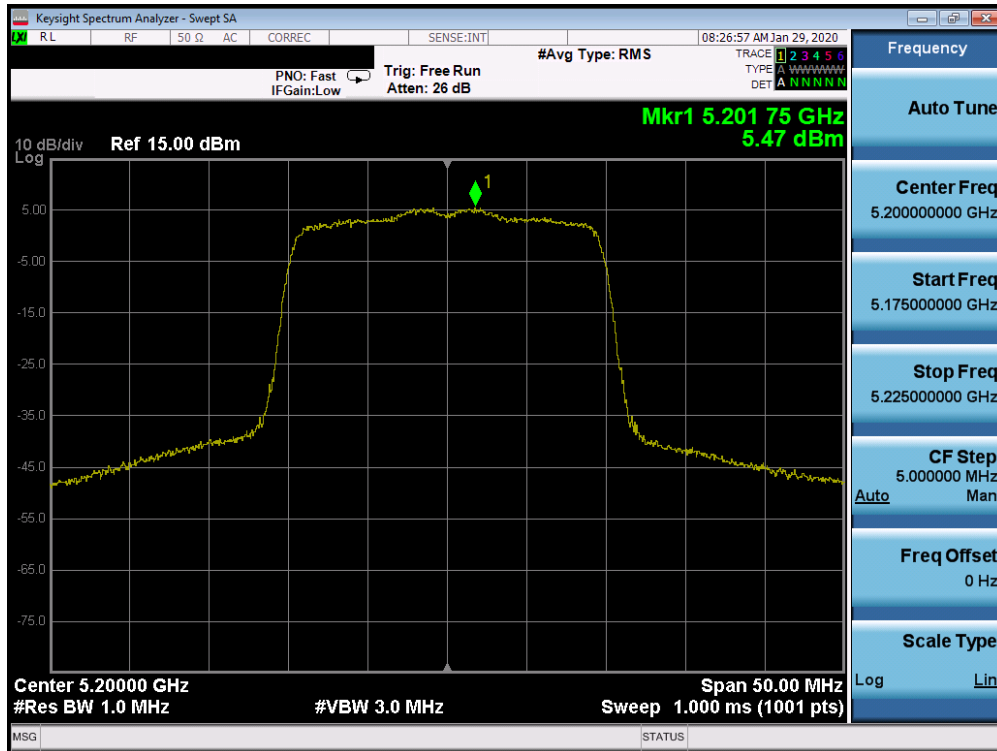 Keysight Spectrum Analyzer - Swept SA
LXI RL RF 50 Ω AC CORREC SENSE:INT 08:26:57 AM Jan 29, 2020
#Avg Type: RMS
TRACE 1 2 3 4 5 6
TYPE A WWWWW
DET A N N N N N
PNO: Fast
IFGain:Low
Trig: Free Run
Atten: 26 dB
Mkr1 5.201 75 GHz
5.47 dBm
10 dB/div Ref 15.00 dBm
Log
1
5.00
-5.00
-15.0
-25.0
-35.0
-45.0
-55.0
-65.0
-75.0
Center 5.20000 GHz Span 50.00 MHz
#Res BW 1.0 MHz #VBW 3.0 MHz Sweep 1.000 ms (1001 pts)
MSG STATUS
Frequency
Auto Tune
Center Freq
5.200000000 GHz
Start Freq
5.175000000 GHz
Stop Freq
5.225000000 GHz
CF Step
5.000000 MHz
Auto Man
Freq Offset
0 Hz
Scale Type
Log Lin